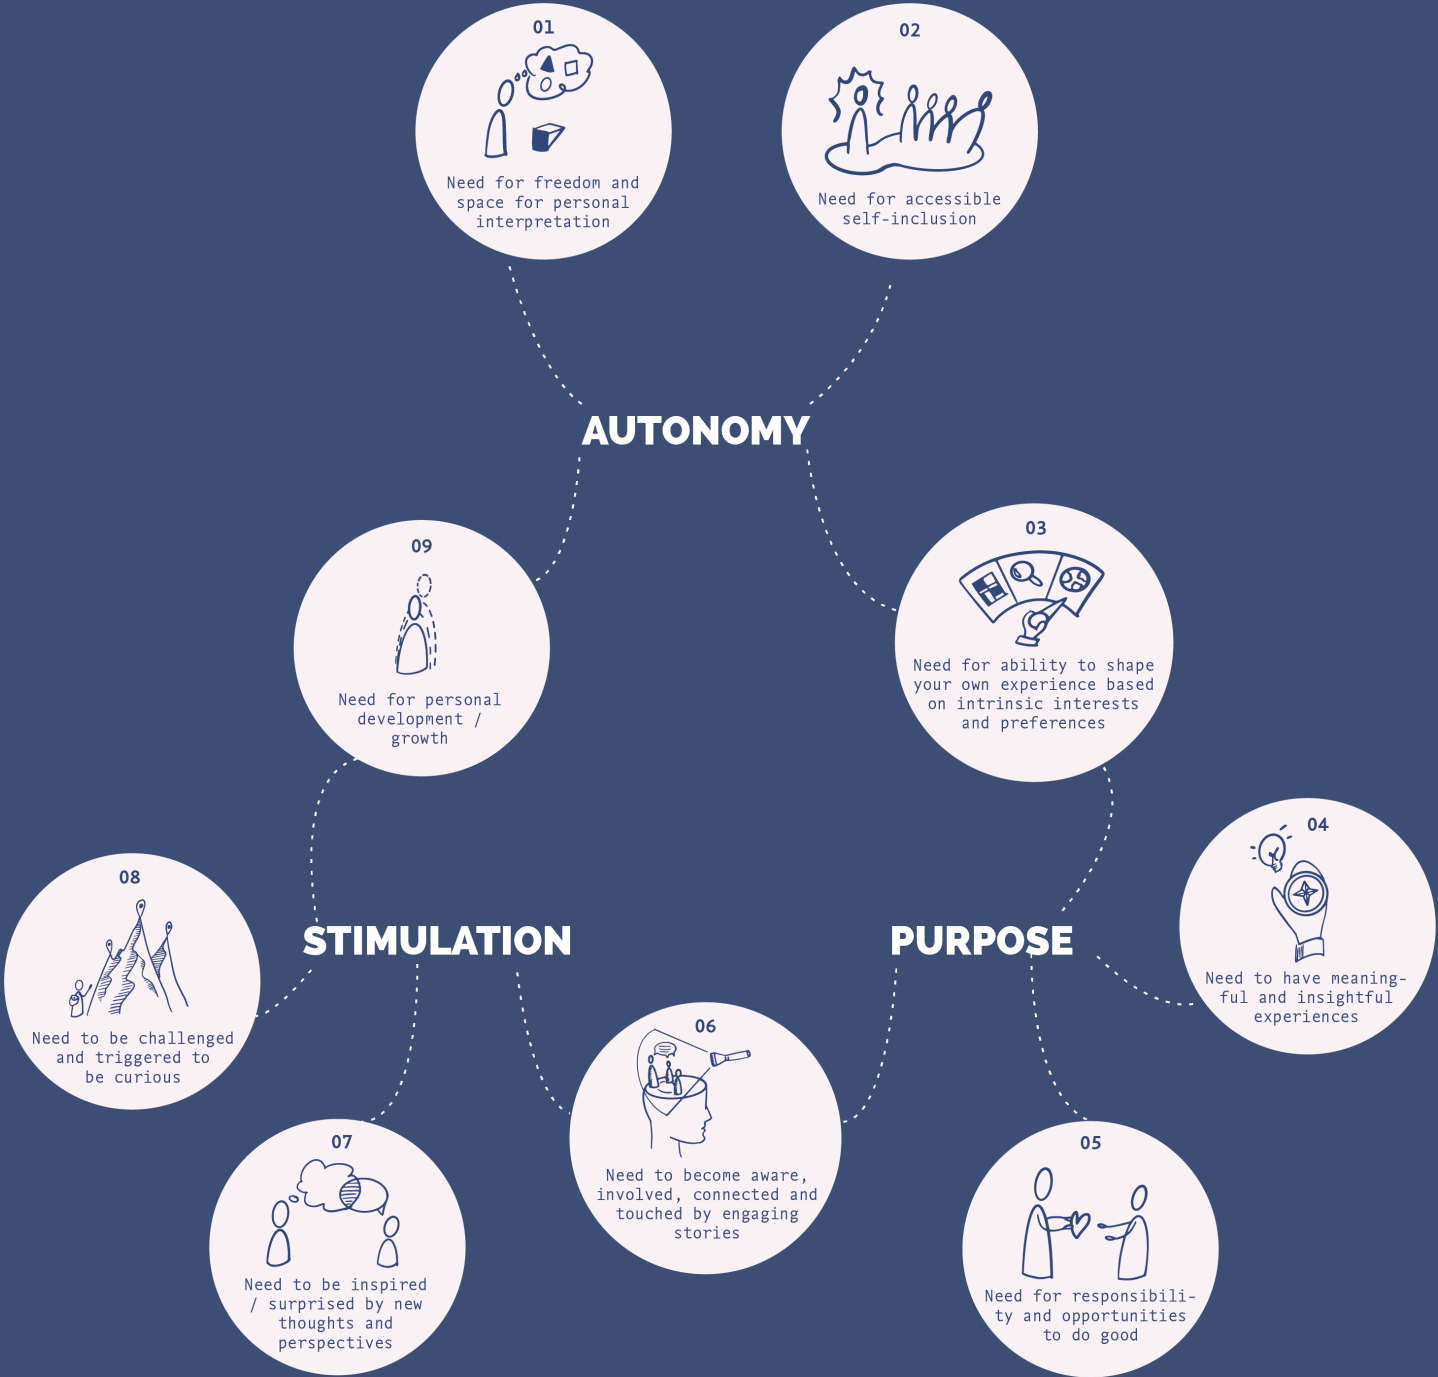 01
Need for freedom and
space for personal
interpretation
02
Need for accessible
self-inclusion
AUTONOMY
09
Need for personal
development /
growth
03
Need for ability to shape
your own experience based
on intrinsic interests
and preferences
04
Need to have meaning-
ful and insightful
experiences
08
Need to be challenged
and triggered to
be curious
STIMULATION
PURPOSE
06
Need to become aware,
involved, connected and
touched by engaging
stories
07
Need to be inspired
/ surprised by new
thoughts and
perspectives
05
Need for responsibili-
ty and opportunities
to do good